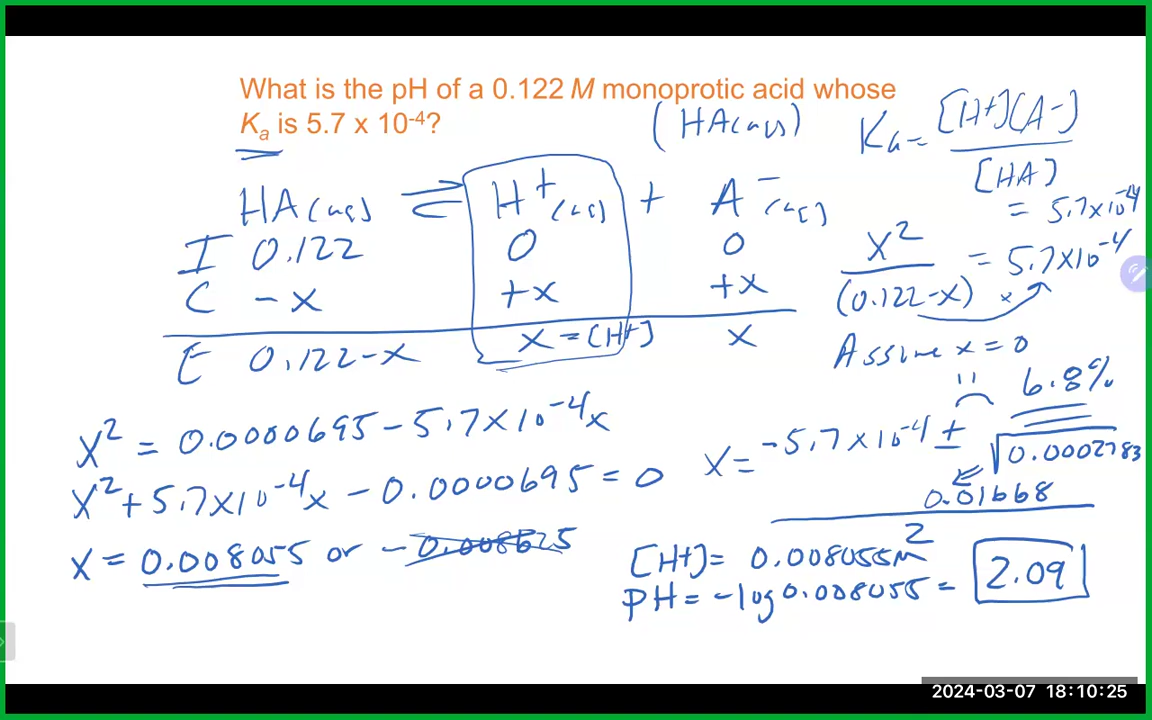 What is the pH of a 0.122 M monoprotic acid whose
Ka is 5.7 x 10-4?
(HA(aq))
Ka = [H+][A-]
[HA]
= 5.7x10-4
HA(aq) ⇌ H+(aq) + A-(aq)
I 0.122 0 0
C -x +x +x
E 0.122-x x = [H+] x
x2
(0.122-x)
= 5.7x10-4
x
Assume x = 0
6.8%
x2 = 0.0000695 - 5.7x10-4x
x2 + 5.7x10-4x - 0.0000695 = 0
x = 0.008055 or -0.008625
x = -5.7x10-4 ± √0.0002783
0.01668
2
[H+] = 0.008055M
pH = -log 0.008055 = 2.09
2024-03-07 18:10:25